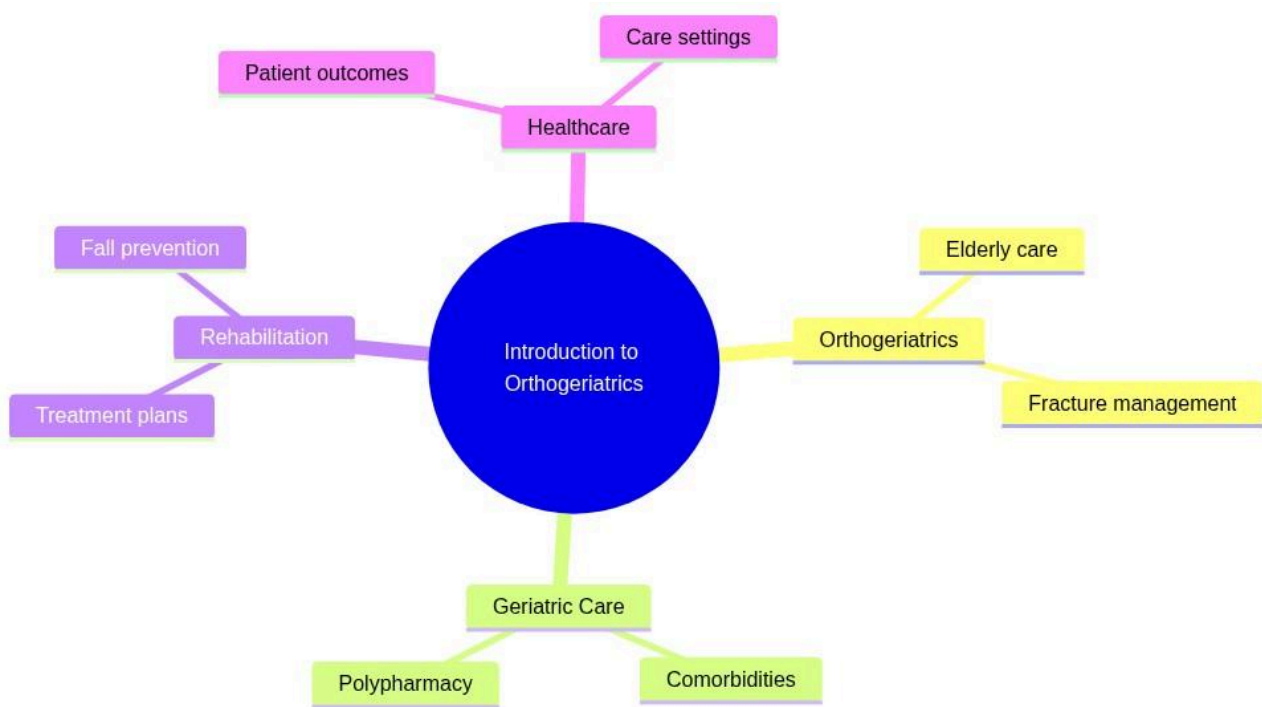 Care settings
Patient outcomes
Healthcare
Fall prevention
Elderly care
Rehabilitation
Orthogeriatrics
Introduction to
Orthogeriatrics
Treatment plans
Fracture management
Geriatric Care
Polypharmacy
Comorbidities